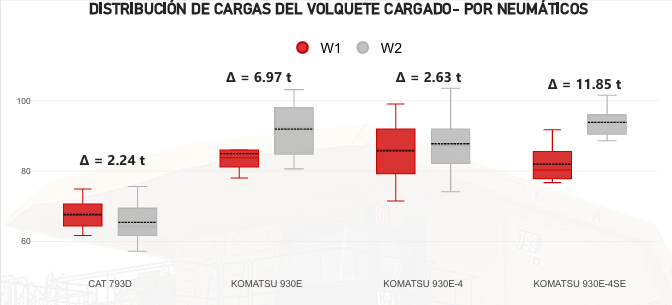 DISTRIBUCIÓN DE CARGAS DEL VOLQUETE CARGADO- POR NEUMÁTICOS
W1 W2
Δ = 6.97 t Δ = 2.63 t Δ = 11.85 t
100
Δ = 2.24 t
80
60
CAT 793D KOMATSU 930E KOMATSU 930E-4 KOMATSU 930E-4SE